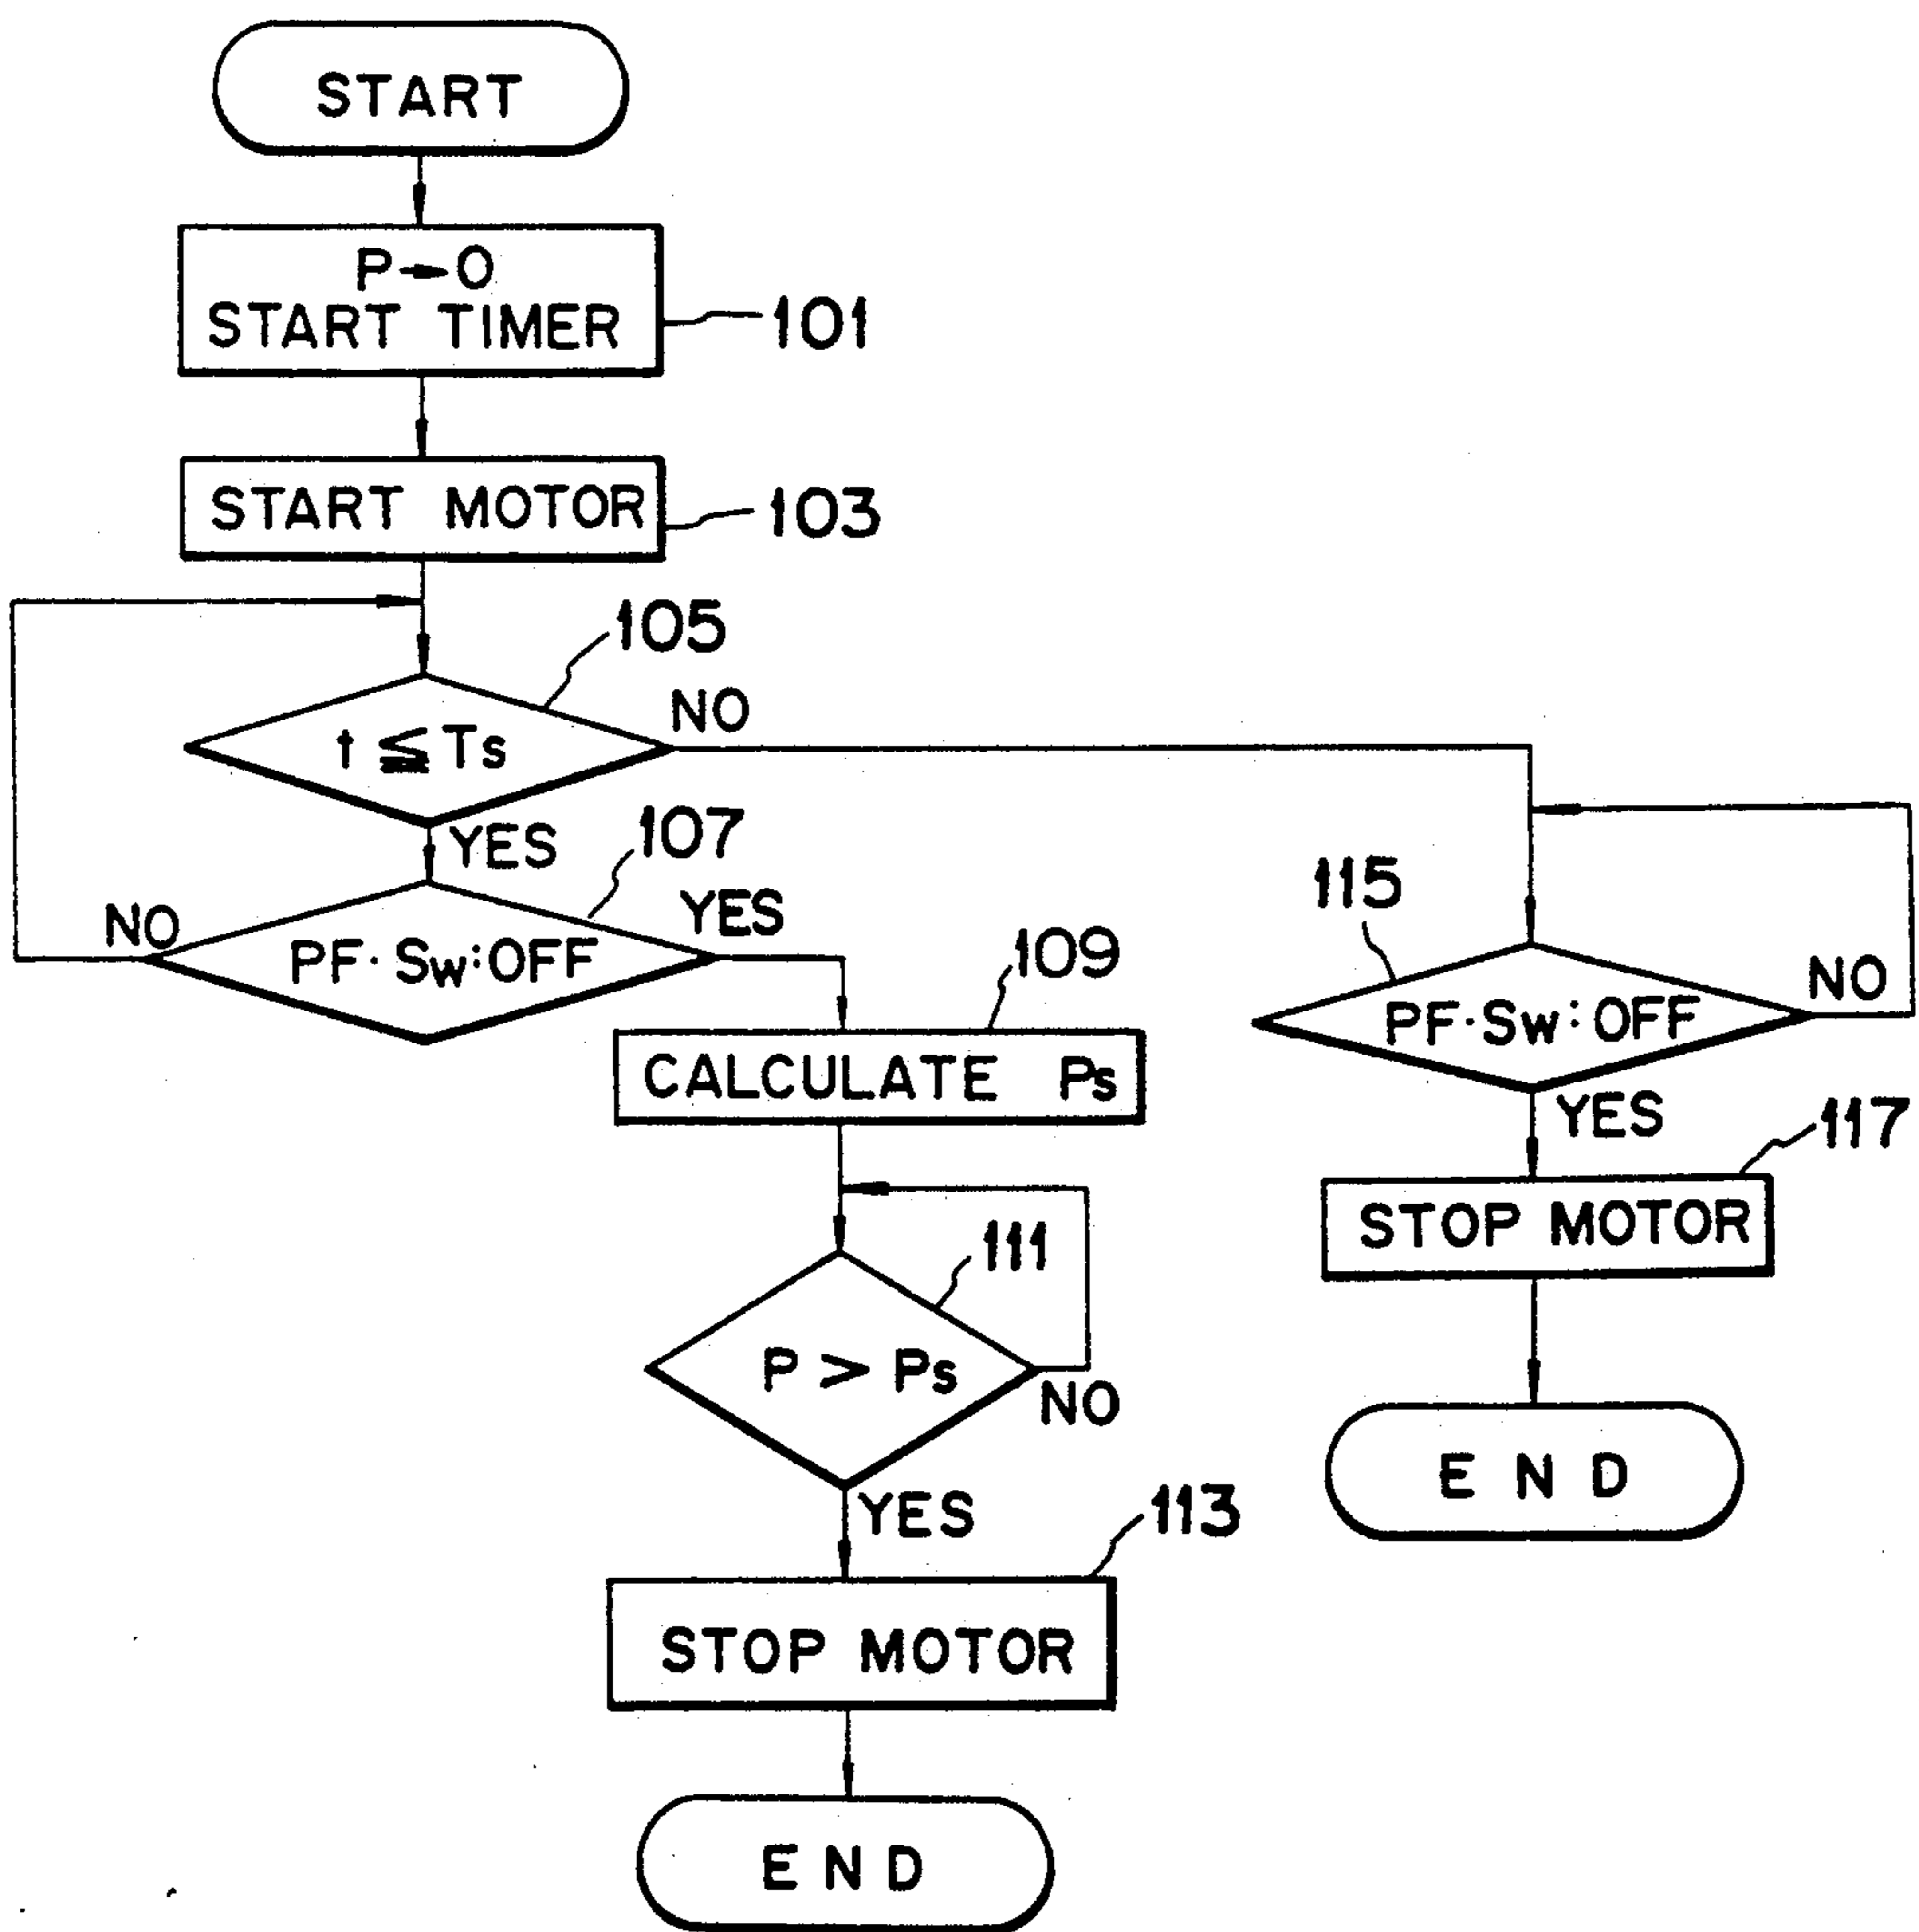 START
P→0
START TIMER
101
START MOTOR
103
105
t ≦ Ts
NO
YES
107
NO
PF·Sw:OFF
YES
109
CALCULATE Ps
111
P > Ps
NO
YES
113
STOP MOTOR
END
115
PF·Sw:OFF
NO
YES
117
STOP MOTOR
END